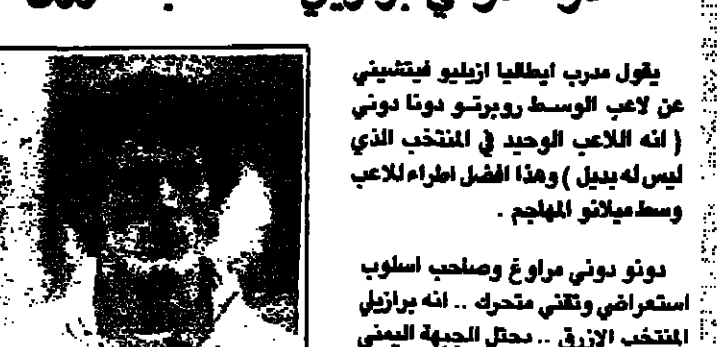 يقول مدرب ايطاليا ازيليو فيتشيني
عن لاعب الوسط روبرتو دونا دوني
( انه اللاعب الوحيد في المنتخب الذي
ليس له بديل ) وهذا افضل اطراء للاعب
وسط ميلانو المهاجم .
دونو دوني مراوغ وصاحب اسلوب
استعراضي وتقني متحرك .. انه برازيلي
المنتخب الازرق .. يحتل الجبهة اليمنى